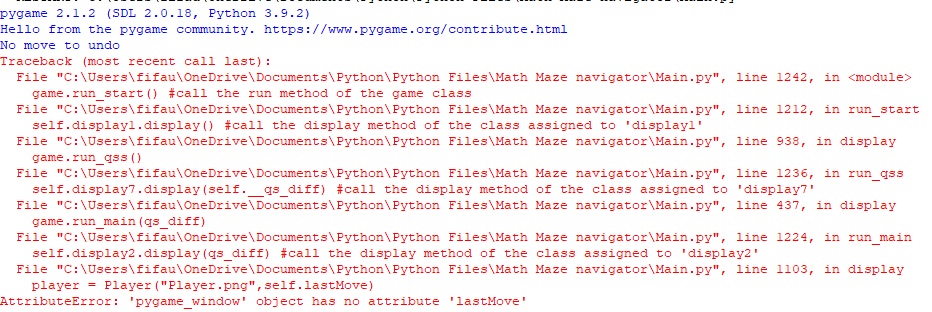 pygame 2.1.2 (SDL 2.0.18, Python 3.9.2)
Hello from the pygame community. https://www.pygame.org/contribute.html
No move to undo
Traceback (most recent call last):
  File "C:\Users\fifau\OneDrive\Documents\Python\Python Files\Math Maze navigator\Main.py", line 1242, in <module>
    game.run_start() #call the run method of the game class
  File "C:\Users\fifau\OneDrive\Documents\Python\Python Files\Math Maze navigator\Main.py", line 1212, in run_start
    self.display1.display() #call the display method of the class assigned to 'display1'
  File "C:\Users\fifau\OneDrive\Documents\Python\Python Files\Math Maze navigator\Main.py", line 938, in display
    game.run_qss()
  File "C:\Users\fifau\OneDrive\Documents\Python\Python Files\Math Maze navigator\Main.py", line 1236, in run_qss
    self.display7.display(self.__qs_diff) #call the display method of the class assigned to 'display7'
  File "C:\Users\fifau\OneDrive\Documents\Python\Python Files\Math Maze navigator\Main.py", line 437, in display
    game.run_main(qs_diff)
  File "C:\Users\fifau\OneDrive\Documents\Python\Python Files\Math Maze navigator\Main.py", line 1224, in run_main
    self.display2.display(qs_diff) #call the display method of the class assigned to 'display2'
  File "C:\Users\fifau\OneDrive\Documents\Python\Python Files\Math Maze navigator\Main.py", line 1103, in display
    player = Player("Player.png",self.lastMove)
AttributeError: 'pygame_window' object has no attribute 'lastMove'